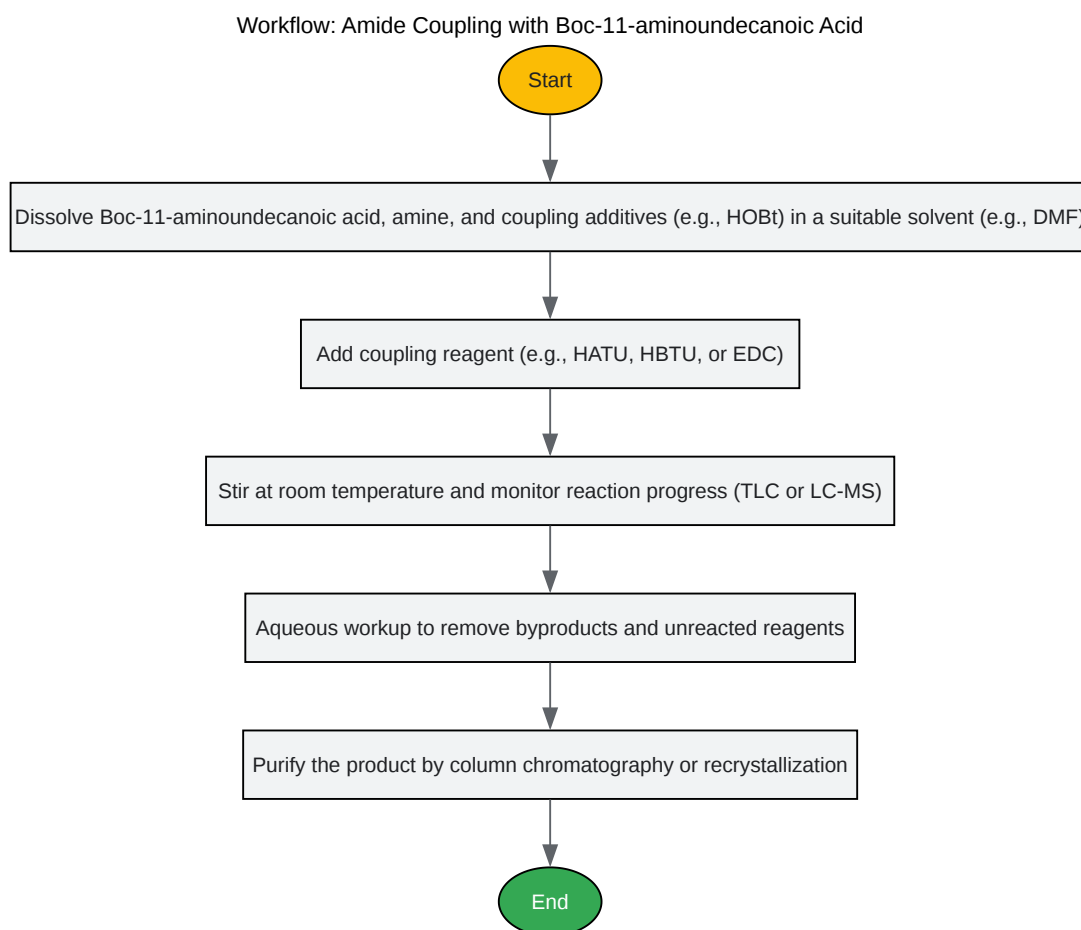 Workflow: Amide Coupling with Boc-11-aminoundecanoic Acid
Start
Dissolve Boc-11-aminoundecanoic acid, amine, and coupling additives (e.g., HOBt) in a suitable solvent (e.g., DMF)
Add coupling reagent (e.g., HATU, HBTU, or EDC)
Stir at room temperature and monitor reaction progress (TLC or LC-MS)
Aqueous workup to remove byproducts and unreacted reagents
Purify the product by column chromatography or recrystallization
End